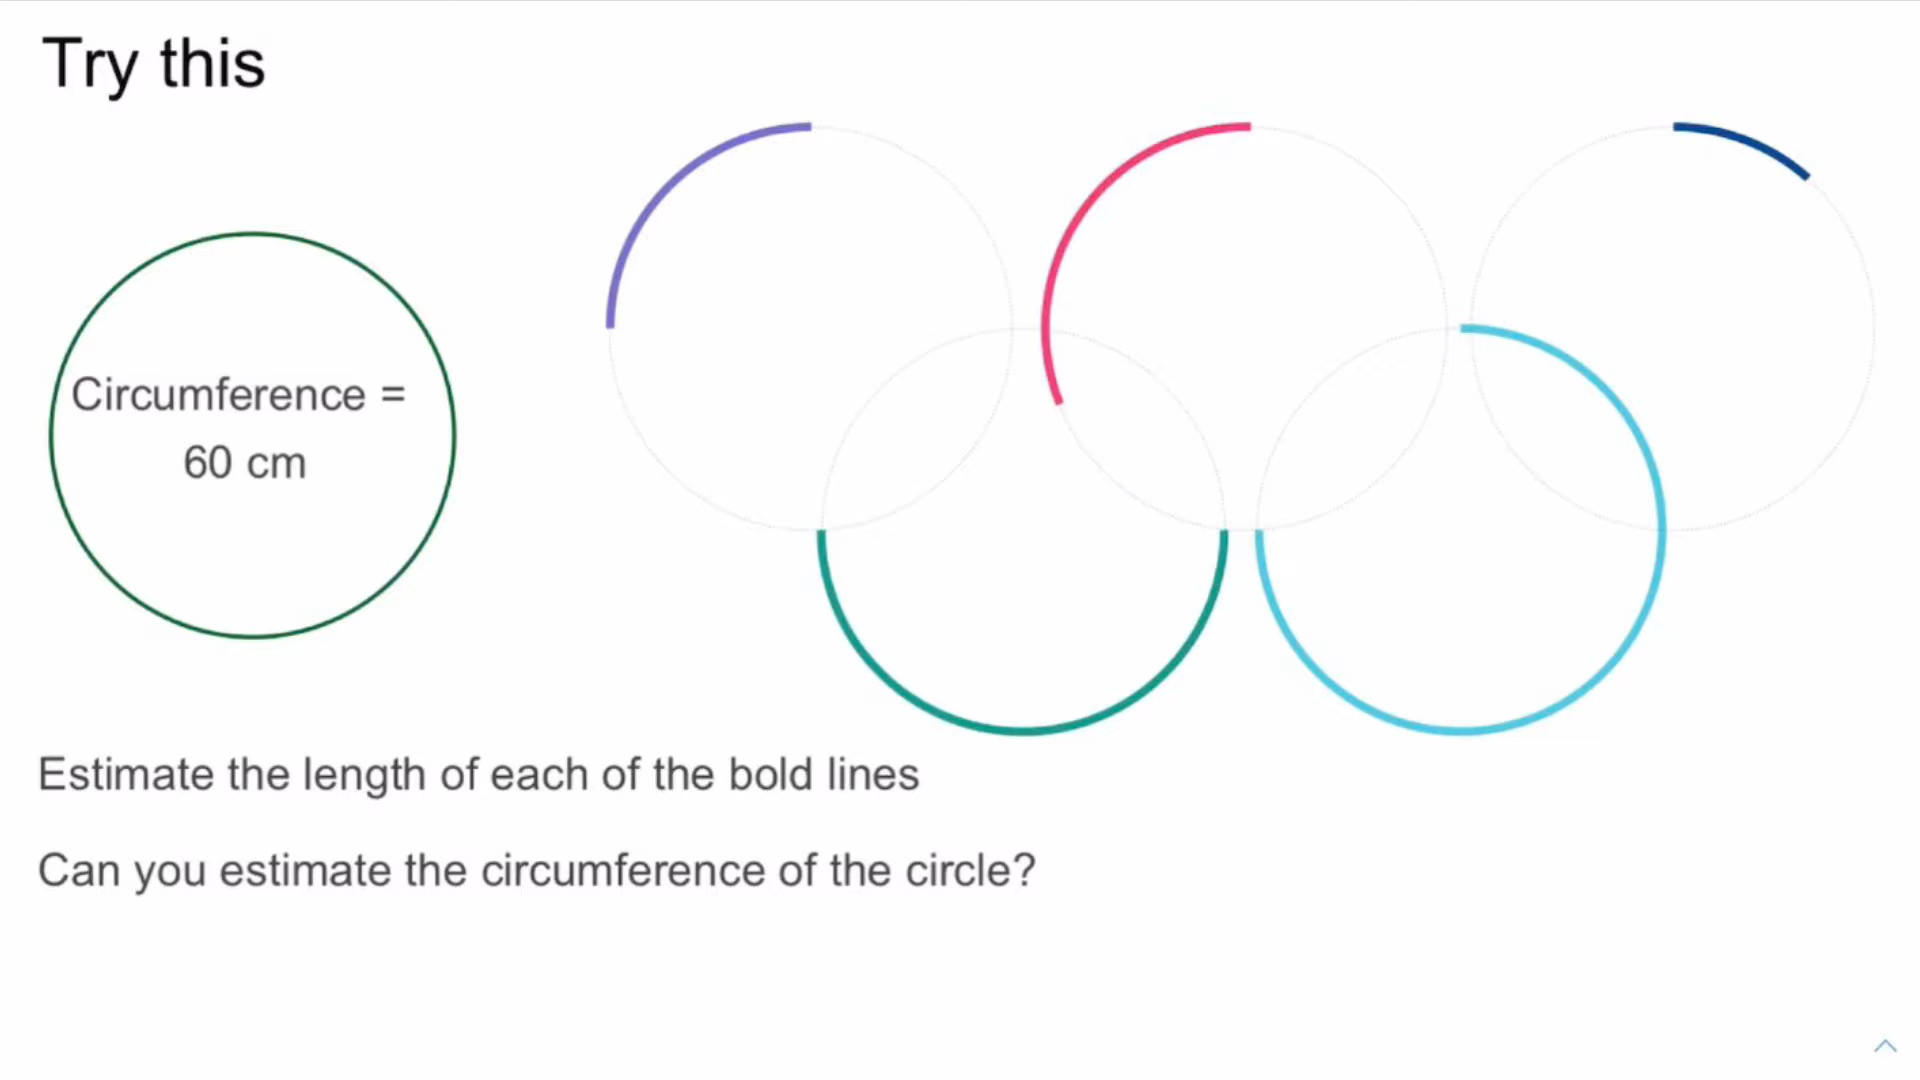 Try this
Circumference =
60 cm
Estimate the length of each of the bold lines
Can you estimate the circumference of the circle?